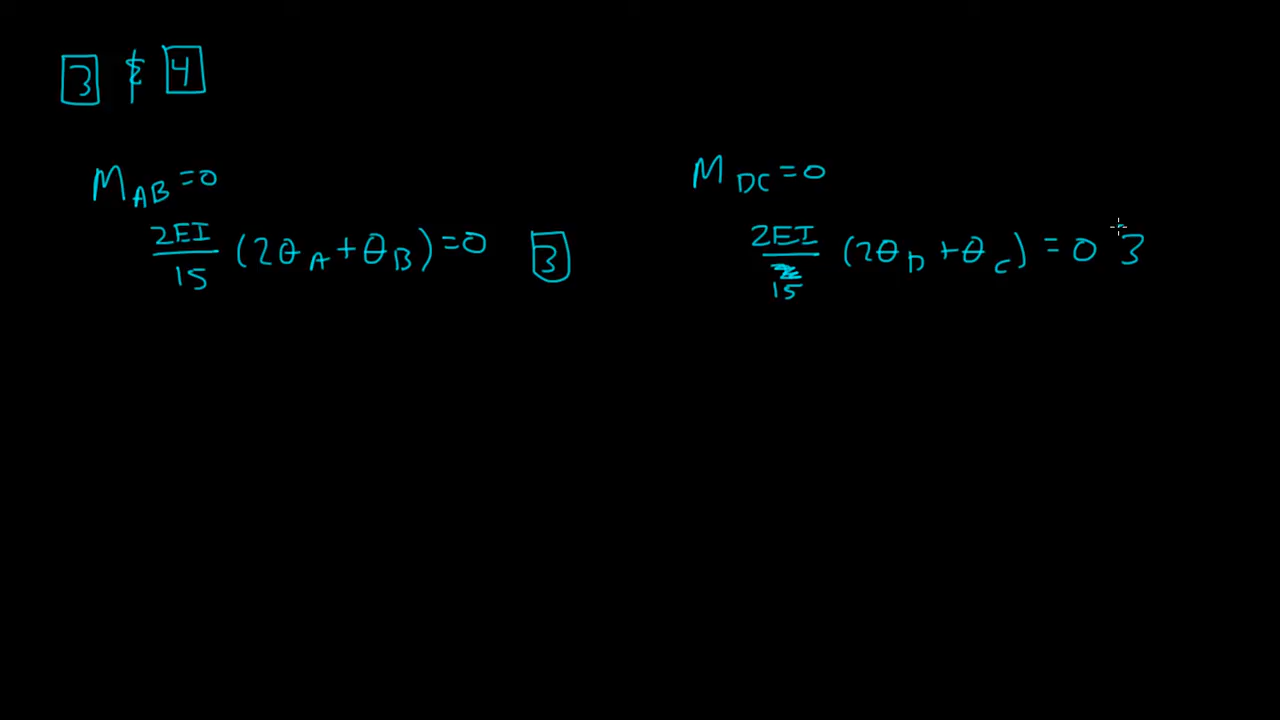 3 & 4
M_AB = 0
2EI/15 (2θ_A + θ_B) = 0 3
M_DC = 0
2EI/15 (2θ_D + θ_C) = 0 3